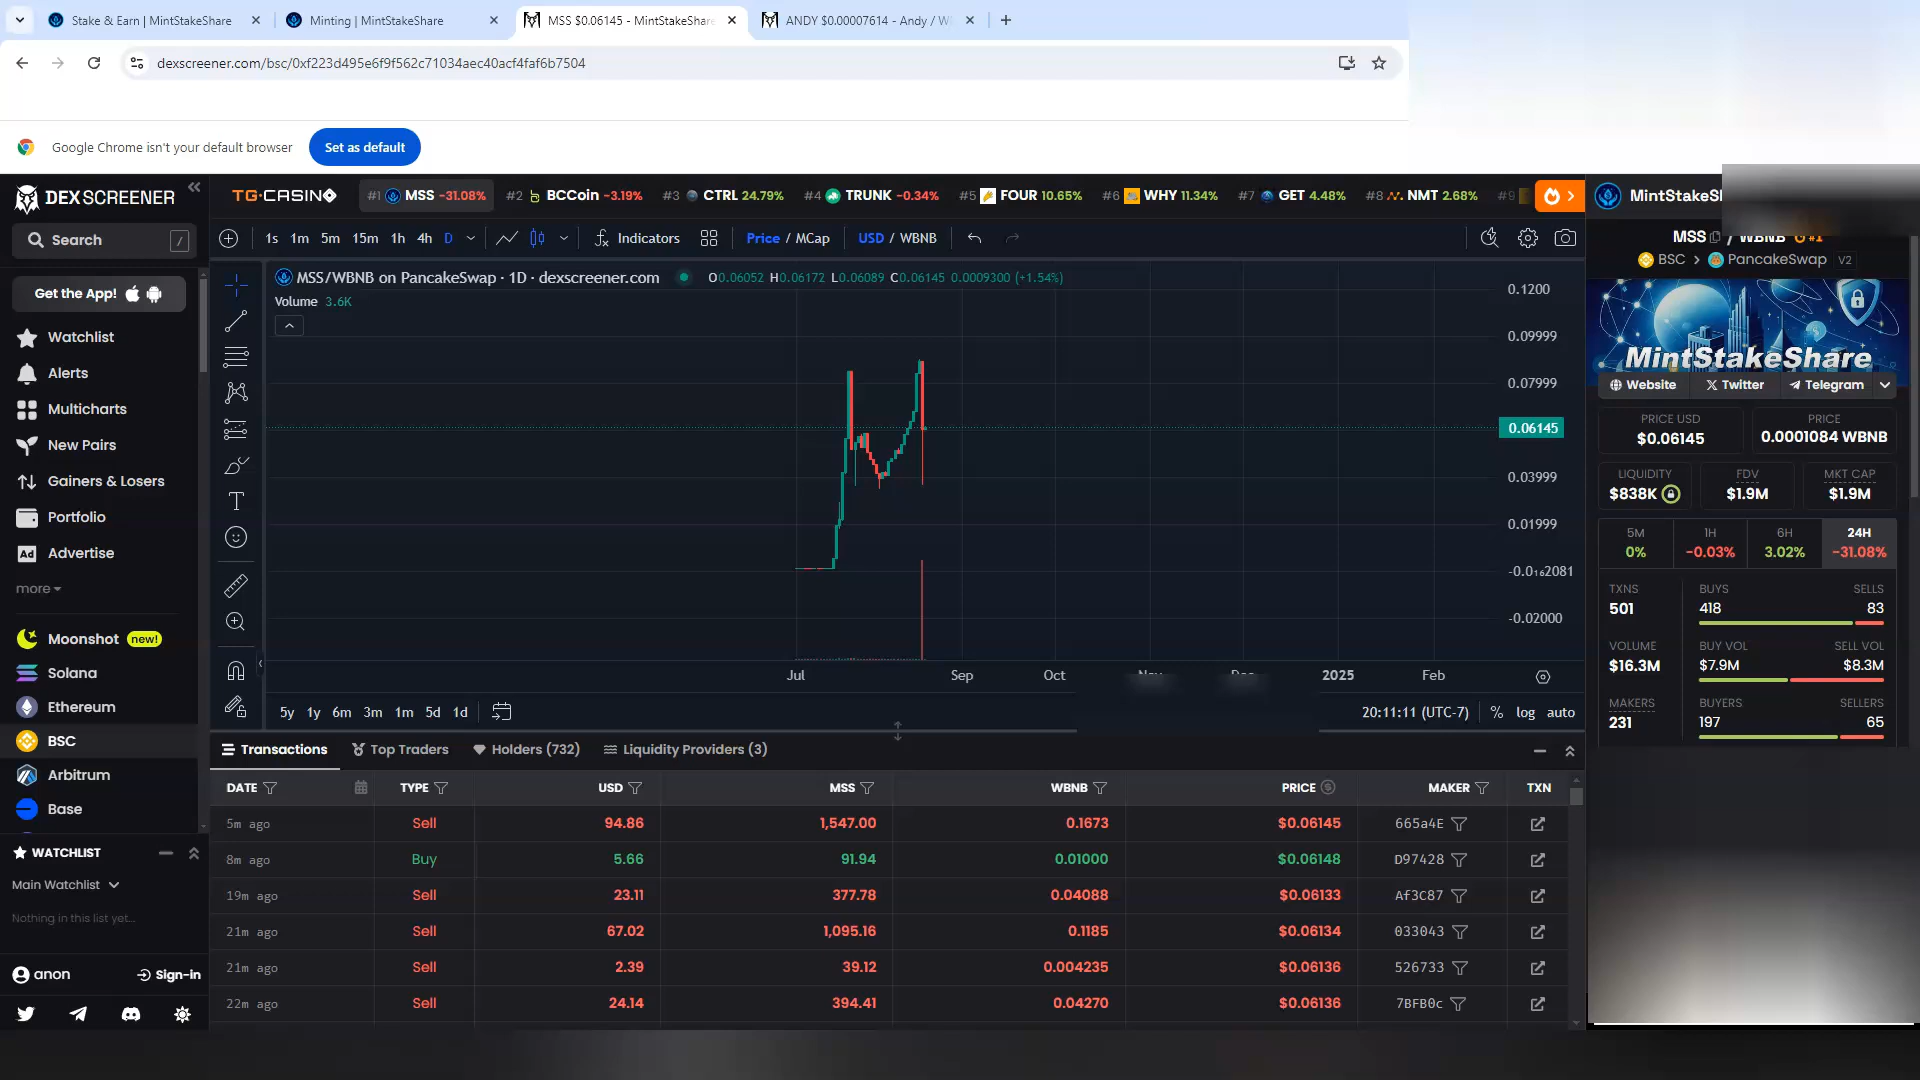 Stake & Earn | MintStakeShare
Minting | MintStakeShare
MSS $0.06145 - MintStakeShare
ANDY $0.00007614 - Andy / W
dexscreener.com/bsc/0xf223d495e6f9f562c71034aec40acf4faf6b7504
Google Chrome isn't your default browser
Set as default
DEX SCREENER
TG·CASINO
#1 MSS -31.08%
#2 BCCoin -3.19%
#3 CTRL 24.79%
#4 TRUNK -0.34%
#5 FOUR 10.65%
#6 WHY 11.34%
#7 GET 4.48%
#8 NMT 2.68%
#9
Search /
1s 1m 5m 15m 1h 4h D
Indicators
Price / MCap
USD / WBNB
Get the App!
Watchlist
Alerts
Multicharts
New Pairs
Gainers & Losers
Portfolio
Ad Advertise
more
Moonshot new!
Solana
Ethereum
BSC
Arbitrum
Base
WATCHLIST
Main Watchlist
Nothing in this list yet...
anon Sign-in
MSS/WBNB on PancakeSwap · 1D · dexscreener.com
O0.06052 H0.06172 L0.06089 C0.06145 0.0009300 (+1.54%)
Volume 3.6K
0.1200
0.09999
0.07999
0.06145
0.03999
0.01999
-0.0₁₆2081
-0.02000
Jul Sep Oct 2025 Feb
5y 1y 6m 3m 1m 5d 1d
20:11:11 (UTC-7) % log auto
Transactions Top Traders Holders (732) Liquidity Providers (3)
DATE TYPE USD MSS WBNB PRICE MAKER TXN
5m ago Sell 94.86 1,547.00 0.1673 $0.06145 665a4E
8m ago Buy 5.66 91.94 0.01000 $0.06148 D97428
19m ago Sell 23.11 377.78 0.04088 $0.06133 Af3C87
21m ago Sell 67.02 1,095.16 0.1185 $0.06134 033043
21m ago Sell 2.39 39.12 0.004235 $0.06136 526733
22m ago Sell 24.14 394.41 0.04270 $0.06136 7BFB0c
MintStakeSh
MSS / WBNB #1
BSC > PancakeSwap V2
MintStakeShare
Website Twitter Telegram
PRICE USD
$0.06145
PRICE
0.0001084 WBNB
LIQUIDITY
$838K
FDV
$1.9M
MKT CAP
$1.9M
5M
0%
1H
-0.03%
6H
3.02%
24H
-31.08%
TXNS
501
BUYS
418
SELLS
83
VOLUME
$16.3M
BUY VOL
$7.9M
SELL VOL
$8.3M
MAKERS
231
BUYERS
197
SELLERS
65